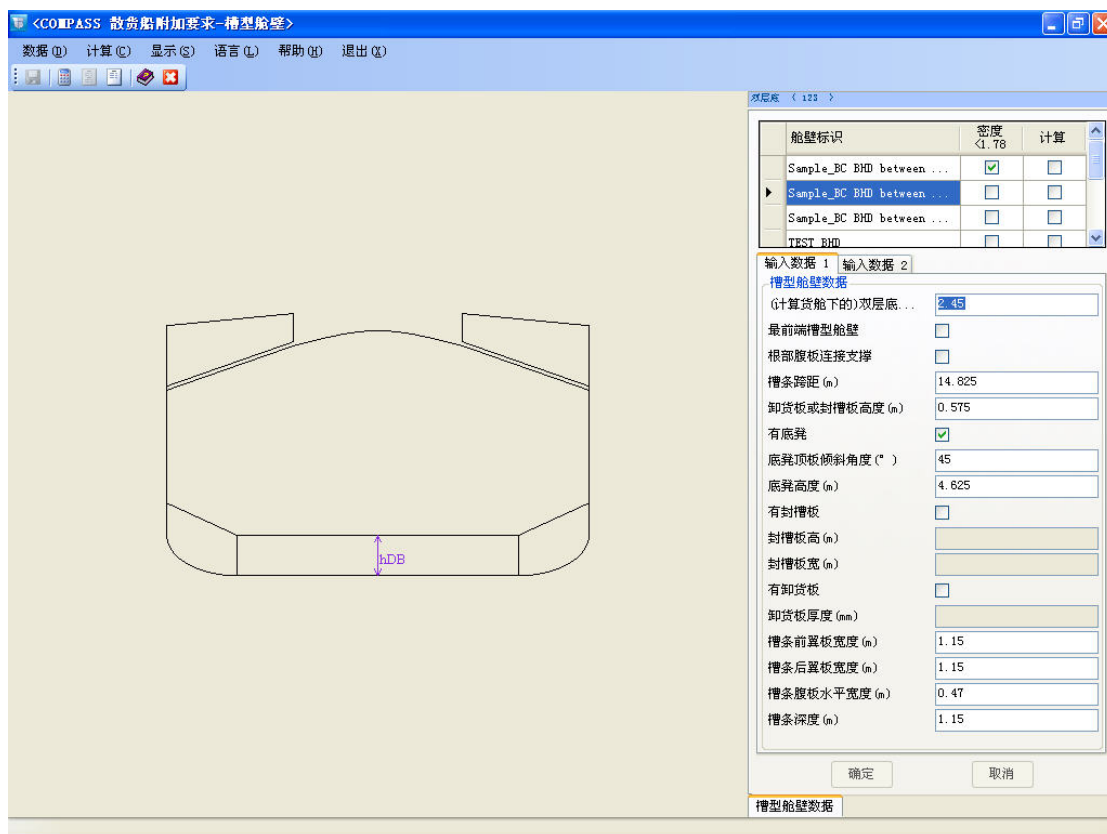 <COMPASS 散货船附加要求-槽型舱壁>
数据(D) 计算(C) 显示(S) 语言(L) 帮助(H) 退出(X)
双层底 〈 123 〉
舱壁标识 密度<1.78 计算
Sample_BC BHD between ...
Sample_BC BHD between ...
Sample_BC BHD between ...
TEST BHD
输入数据 1 输入数据 2
槽型舱壁数据
(计算货舱下的)双层底... 2.45
最前端槽型舱壁
根部腹板连接支撑
槽条跨距(m) 14.825
卸货板或封槽板高度(m) 0.575
有底凳
底凳顶板倾斜角度(° ) 45
底凳高度(m) 4.625
有封槽板
封槽板高(m)
封槽板宽(m)
有卸货板
卸货板厚度(mm)
槽条前翼板宽度(m) 1.15
槽条后翼板宽度(m) 1.15
槽条腹板水平宽度(m) 0.47
槽条深度(m) 1.15
hDB
确定 取消
槽型舱壁数据